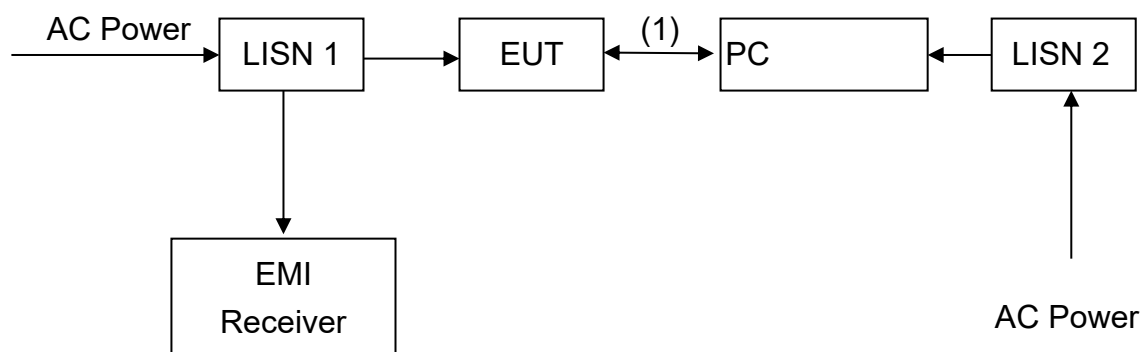 AC Power
LISN 1
EUT
(1)
PC
LISN 2
EMI
Receiver
AC Power